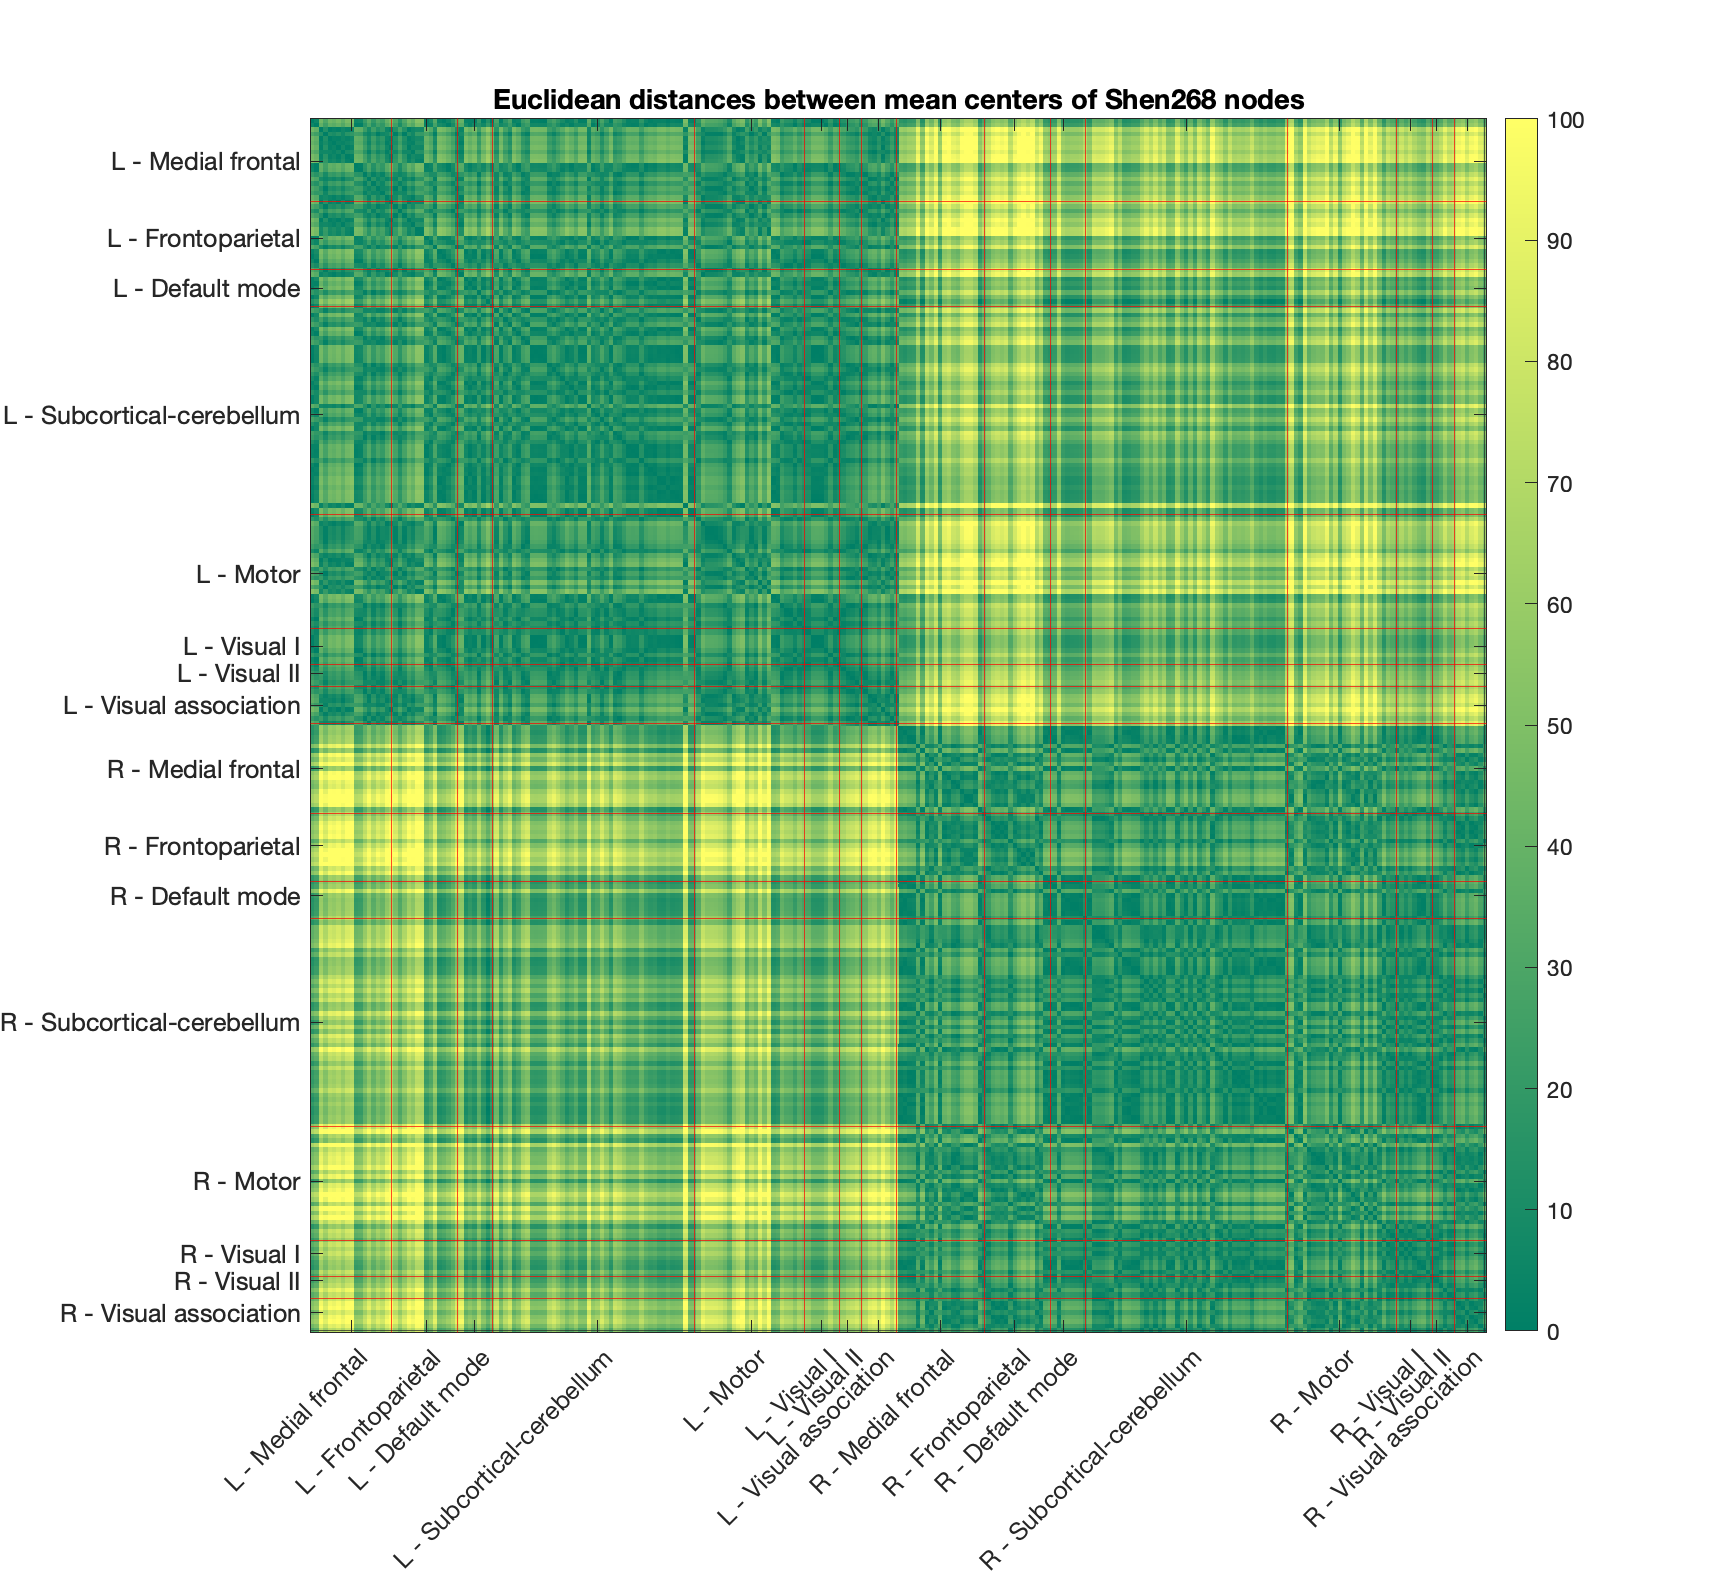 Euclidean distances between mean centers of Shen268 nodes
L - Medial frontal
L - Frontoparietal
L - Default mode
L - Subcortical-cerebellum
L - Motor
L - Visual I
L - Visual II
L - Visual association
R - Medial frontal
R - Frontoparietal
R - Default mode
R - Subcortical-cerebellum
R - Motor
R - Visual I
R - Visual II
R - Visual association
100
90
80
70
60
50
40
30
20
10
0
L - Medial frontal
L - Frontoparietal
L - Default mode
L - Subcortical-cerebellum
L - Motor
L - Visual I
L - Visual II
L - Visual association
R - Medial frontal
R - Frontoparietal
R - Default mode
R - Subcortical-cerebellum
R - Motor
R - Visual I
R - Visual II
R - Visual association